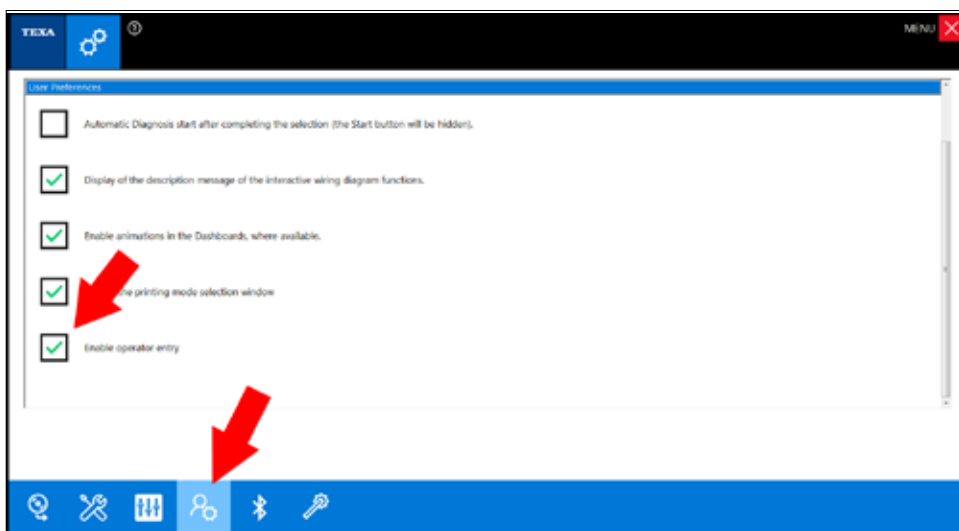 TEXA
MENU
User Preferences
Automatic Diagnosis start after completing the selection (the Start button will be hidden).
Display of the description message of the interactive wiring diagram functions.
Enable animations in the Dashboards, where available.
the printing mode selection window
Enable operator entry